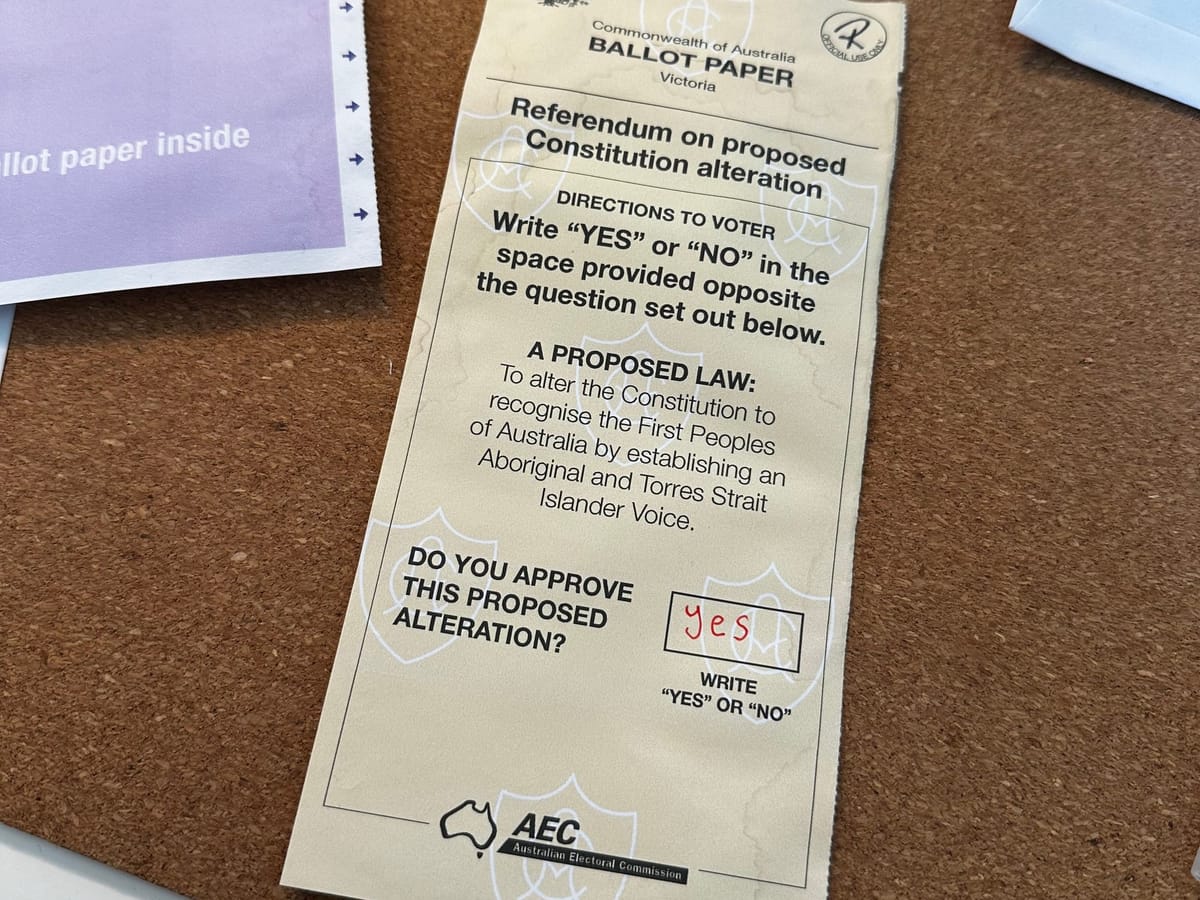 llot paper inside
Commonwealth of Australia
BALLOT PAPER
Victoria
OFFICIAL USE ONLY
Referendum on proposed
Constitution alteration
DIRECTIONS TO VOTER
Write “YES” or “NO” in the
space provided opposite
the question set out below.
A PROPOSED LAW:
To alter the Constitution to
recognise the First Peoples
of Australia by establishing an
Aboriginal and Torres Strait
Islander Voice.
DO YOU APPROVE
THIS PROPOSED
ALTERATION?
yes
WRITE
“YES” OR “NO”
AEC
Australian Electoral Commission